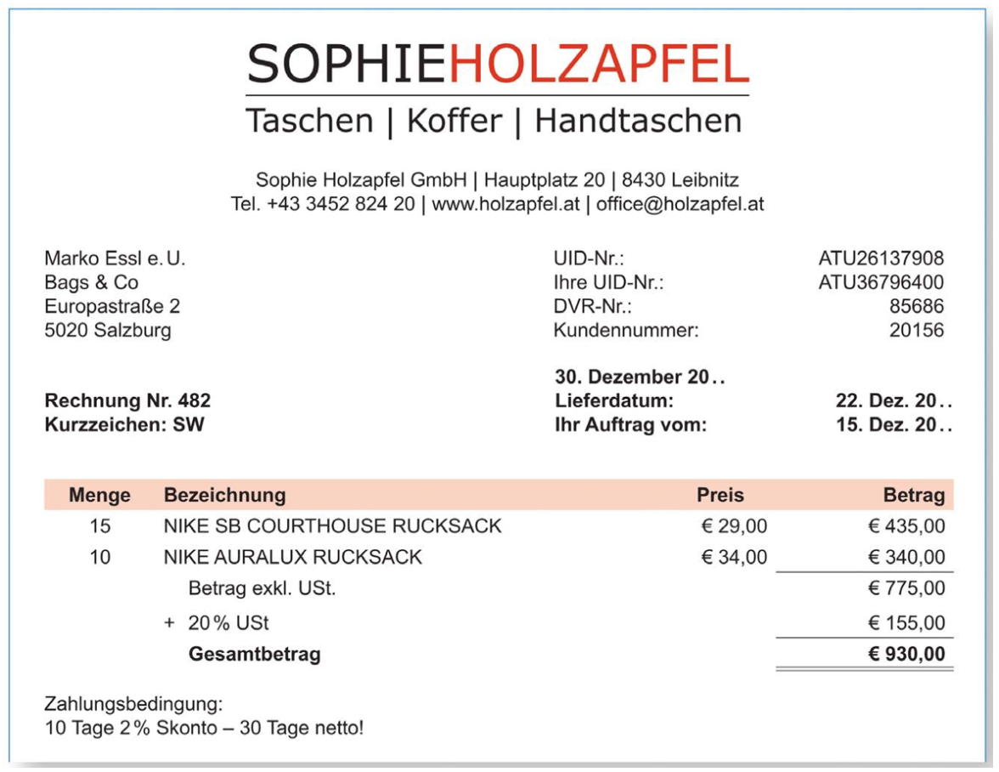 SOPHIEHOLZAPFEL
Taschen | Koffer | Handtaschen
Sophie Holzapfel GmbH | Hauptplatz 20 | 8430 Leibnitz
Tel. +43 3452 824 20 | www.holzapfel.at | office@holzapfel.at
Marko Essl e. U.
Bags & Co
Europastraße 2
5020 Salzburg
UID-Nr.: ATU26137908
Ihre UID-Nr.: ATU36796400
DVR-Nr.: 85686
Kundennummer: 20156
30. Dezember 20..
Rechnung Nr. 482 Lieferdatum: 22. Dez. 20..
Kurzzeichen: SW Ihr Auftrag vom: 15. Dez. 20..
Menge Bezeichnung Preis Betrag
15 NIKE SB COURTHOUSE RUCKSACK € 29,00 € 435,00
10 NIKE AURALUX RUCKSACK € 34,00 € 340,00
Betrag exkl. USt. € 775,00
+ 20 % USt € 155,00
Gesamtbetrag € 930,00
Zahlungsbedingung:
10 Tage 2 % Skonto – 30 Tage netto!